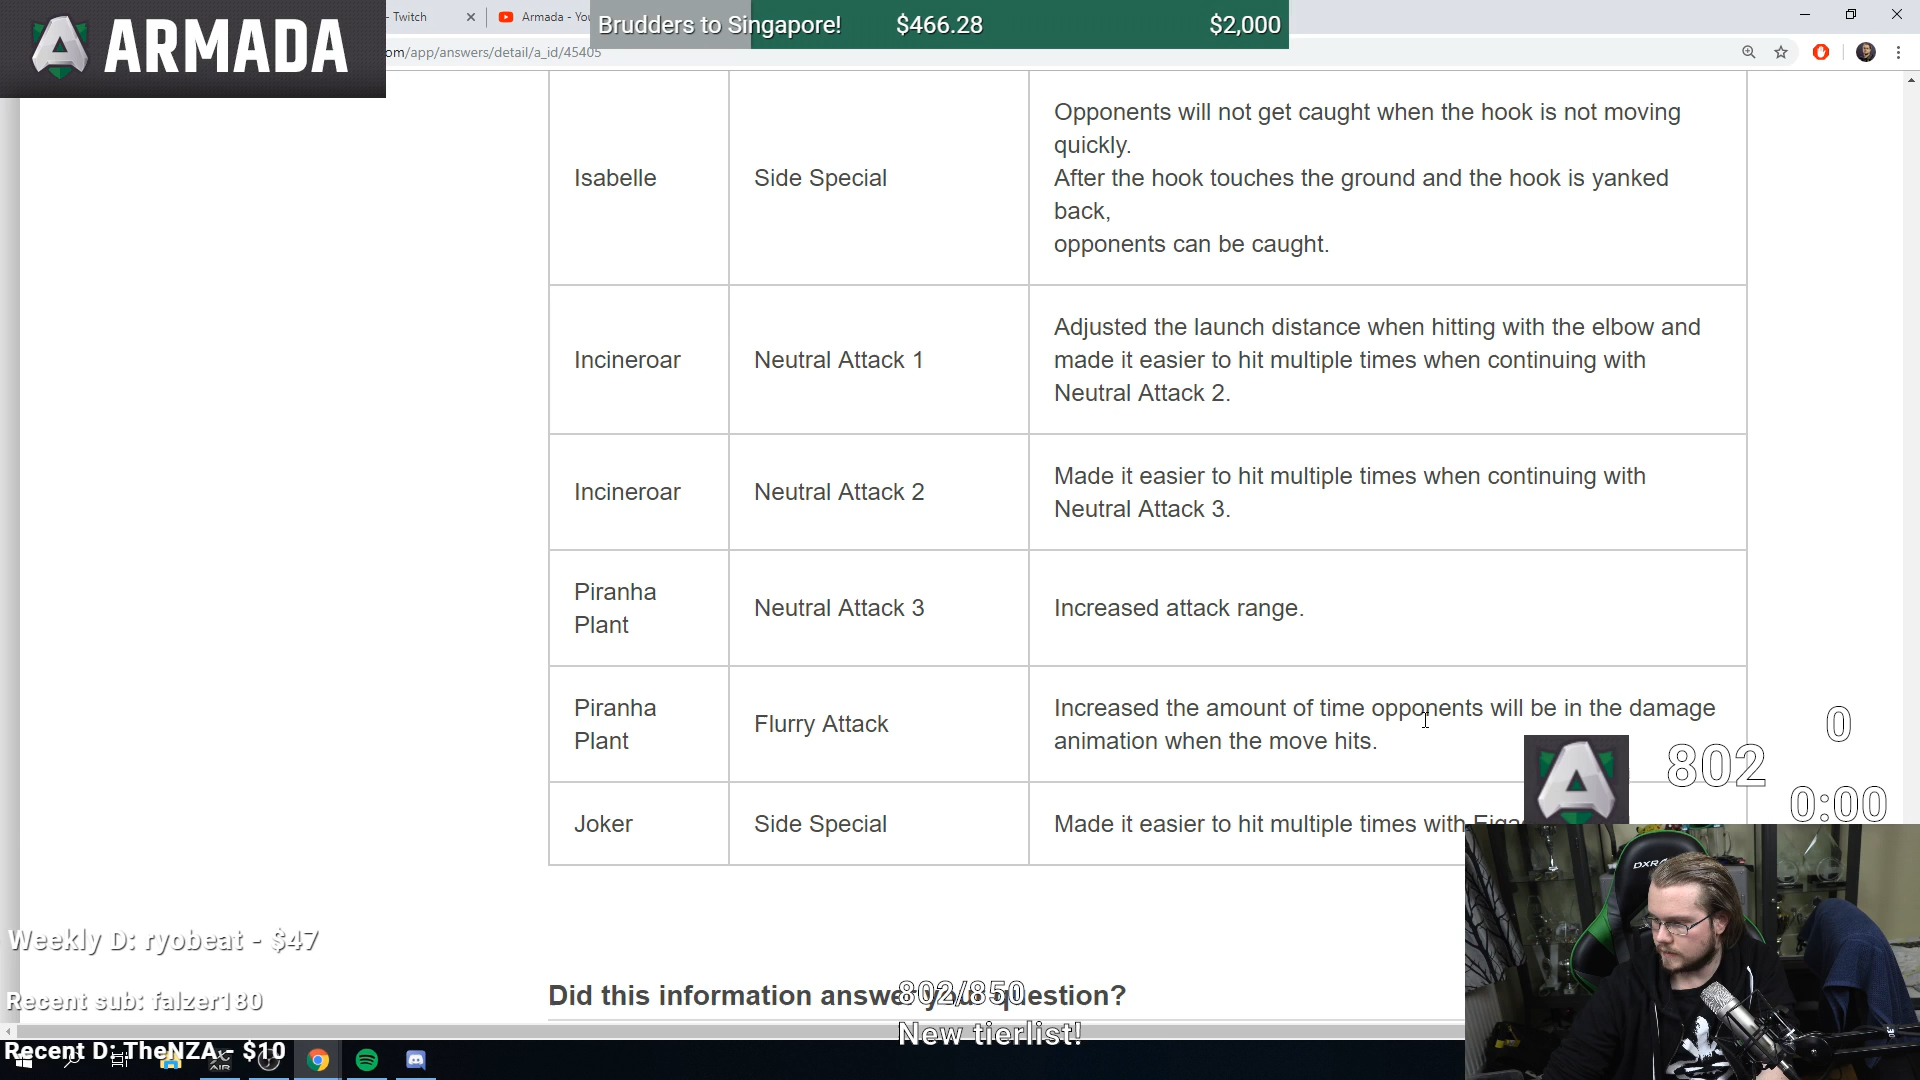 ARMADA
- Twitch
Armada - You
Brudders to Singapore! $466.28 $2,000
om/app/answers/detail/a_id/45405
Isabelle
Side Special
Opponents will not get caught when the hook is not moving
quickly.
After the hook touches the ground and the hook is yanked
back,
opponents can be caught.
Incineroar
Neutral Attack 1
Adjusted the launch distance when hitting with the elbow and
made it easier to hit multiple times when continuing with
Neutral Attack 2.
Incineroar
Neutral Attack 2
Made it easier to hit multiple times when continuing with
Neutral Attack 3.
Piranha
Plant
Neutral Attack 3
Increased attack range.
Piranha
Plant
Flurry Attack
Increased the amount of time opponents will be in the damage
animation when the move hits.
Joker
Side Special
Made it easier to hit multiple times with
0
802
0:00
DXR
Weekly D: ryobeat - $47
Recent sub: falzer180
Did this information answer your question?
802/850
New tierlist!
Recent D: TheNZA - $10
AIR